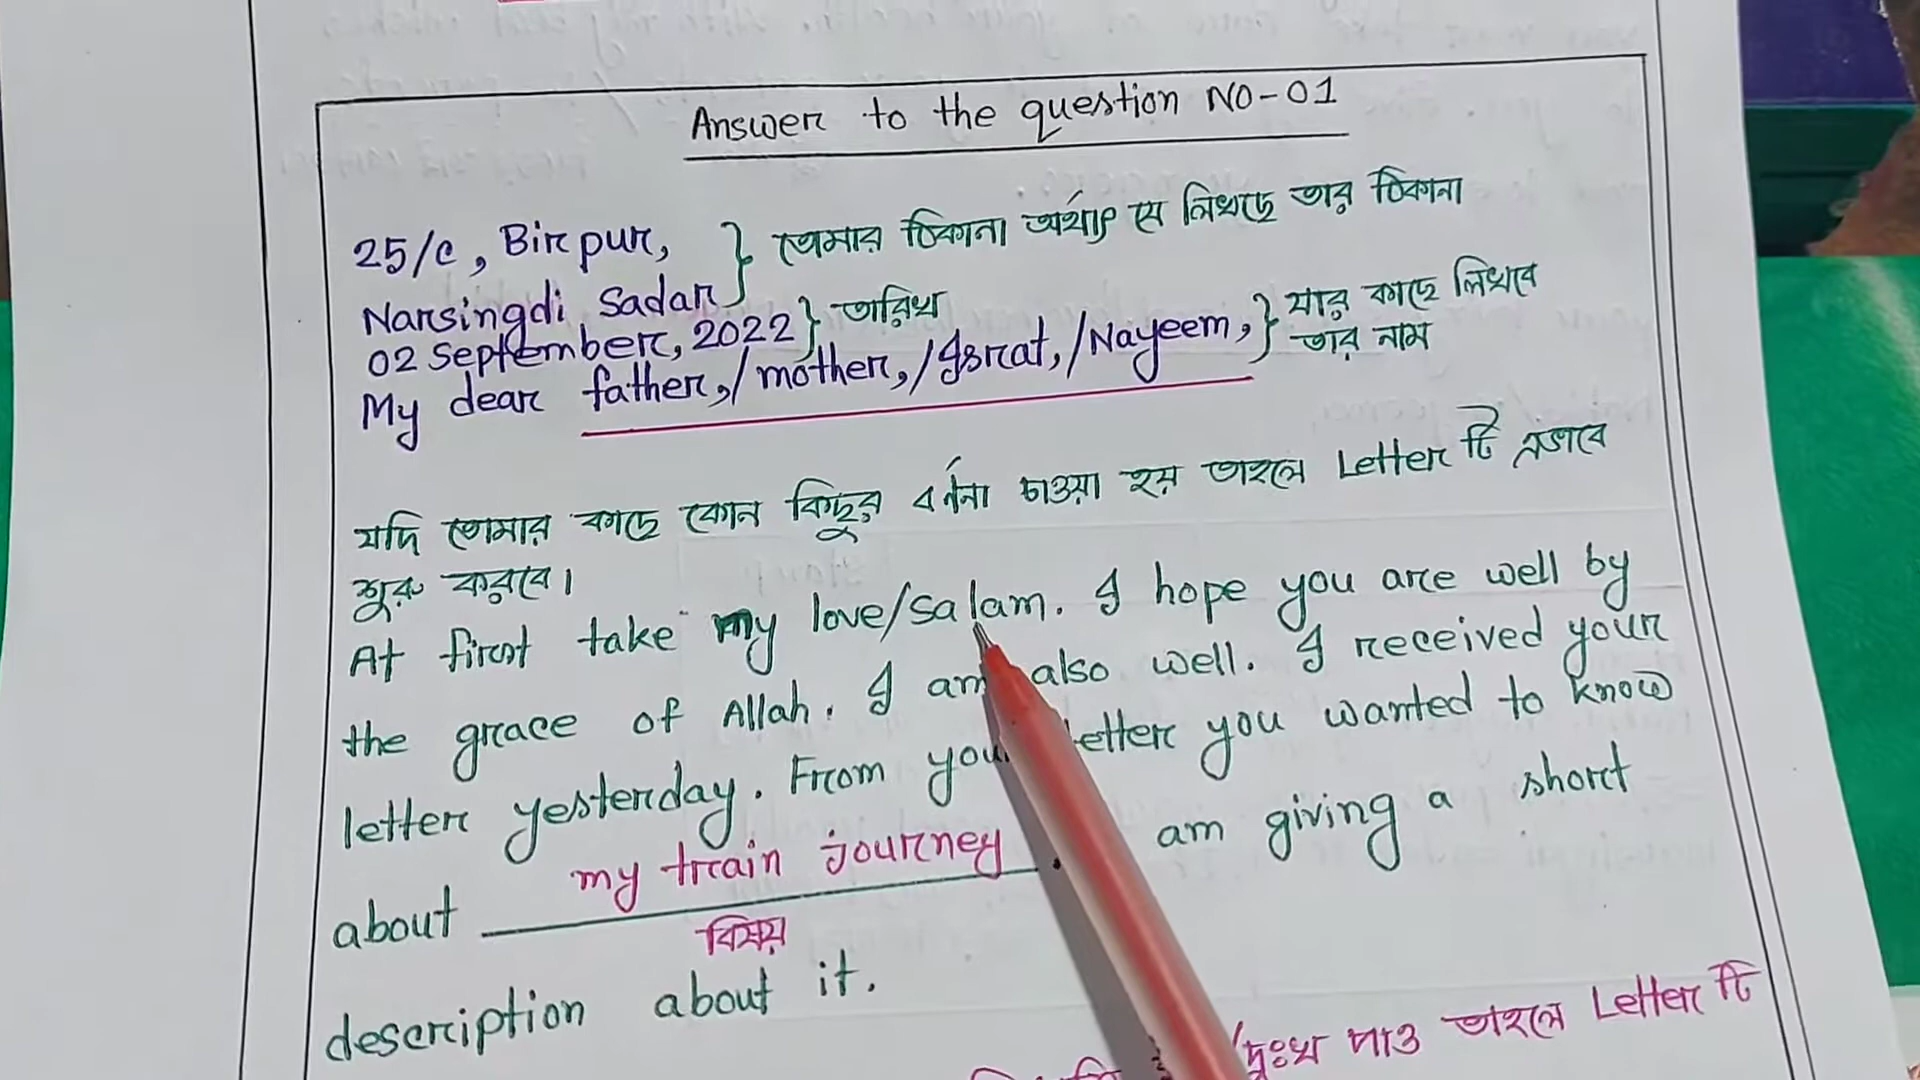 Answer to the question NO-01
25/c, Birpur, } তোমার ঠিকানা অর্থাৎ যে লিখছে তার ঠিকানা
Narsingdi Sadar
02 September, 2022 } তারিখ
My dear father,/mother,/Israt,/Nayeem, } যার কাছে লিখবে তার নাম
যদি তোমার কাছে কোন কিছুর বর্ননা চাওয়া হয় তাহলে Letter টি এভাবে
শুরু করবে।
At first take my love/salam. I hope you are well by
the grace of Allah. I am also well. I received your
letter yesterday. From you letter you wanted to know
about my train journey . am giving a short
বিষয়
description about it.
/দুঃখ দাও তাহলে Letter টি